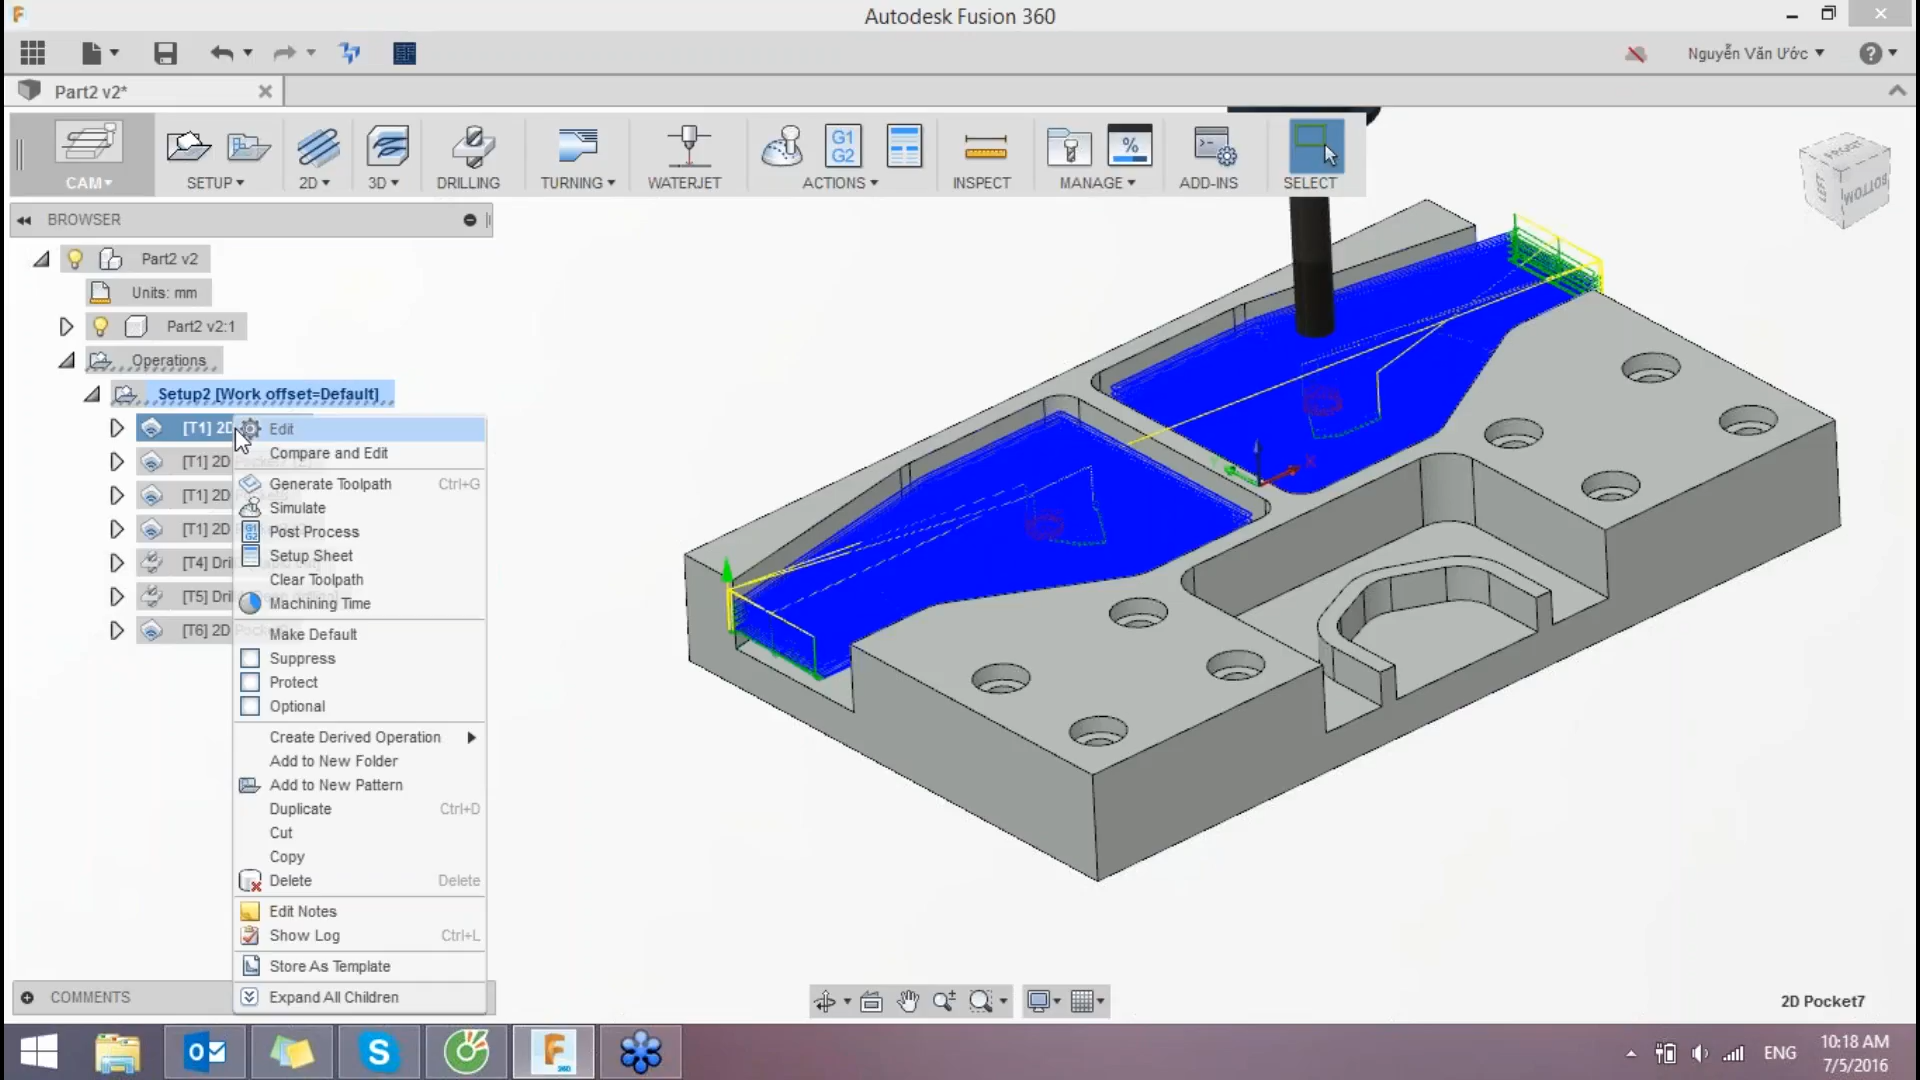 Autodesk Fusion 360
Nguyễn Văn Ước
Part2 v2*
CAM
SETUP
2D
3D
DRILLING
TURNING
WATERJET
G1
G2
ACTIONS
INSPECT
%
MANAGE
ADD-INS
SELECT
FRONT
LEFT
BOTTOM
BROWSER
Part2 v2
Units: mm
Part2 v2:1
Operations
Setup2 [Work offset=Default]
[T1] 2D
[T1] 2D
[T1] 2D
[T1] 2D
[T4] Dril
[T5] Dril
[T6] 2D
Edit
Compare and Edit
Generate Toolpath Ctrl+G
Simulate
Post Process
Setup Sheet
Clear Toolpath
Machining Time
Make Default
Suppress
Protect
Optional
Create Derived Operation
Add to New Folder
Add to New Pattern
Duplicate Ctrl+D
Cut
Copy
Delete Delete
Edit Notes
Show Log Ctrl+L
Store As Template
Expand All Children
X
COMMENTS
2D Pocket7
ENG
10:18 AM
7/5/2016